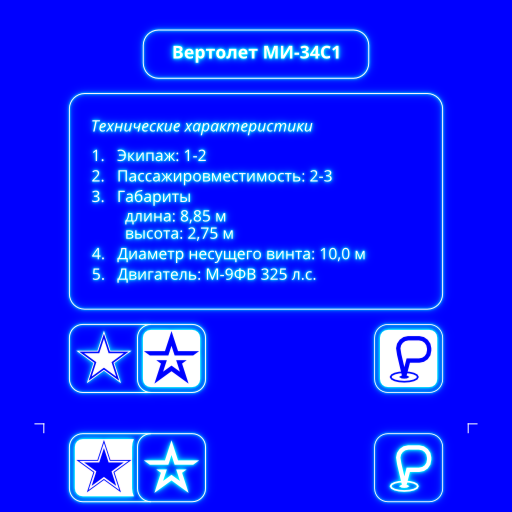 Вертолет МИ-34С1
Технические характеристики
1. Экипаж: 1-2
2. Пассажировместимость: 2-3
3. Габариты
длина: 8,85 м
высота: 2,75 м
4. Диаметр несущего винта: 10,0 м
5. Двигатель: М-9ФВ 325 л.с.